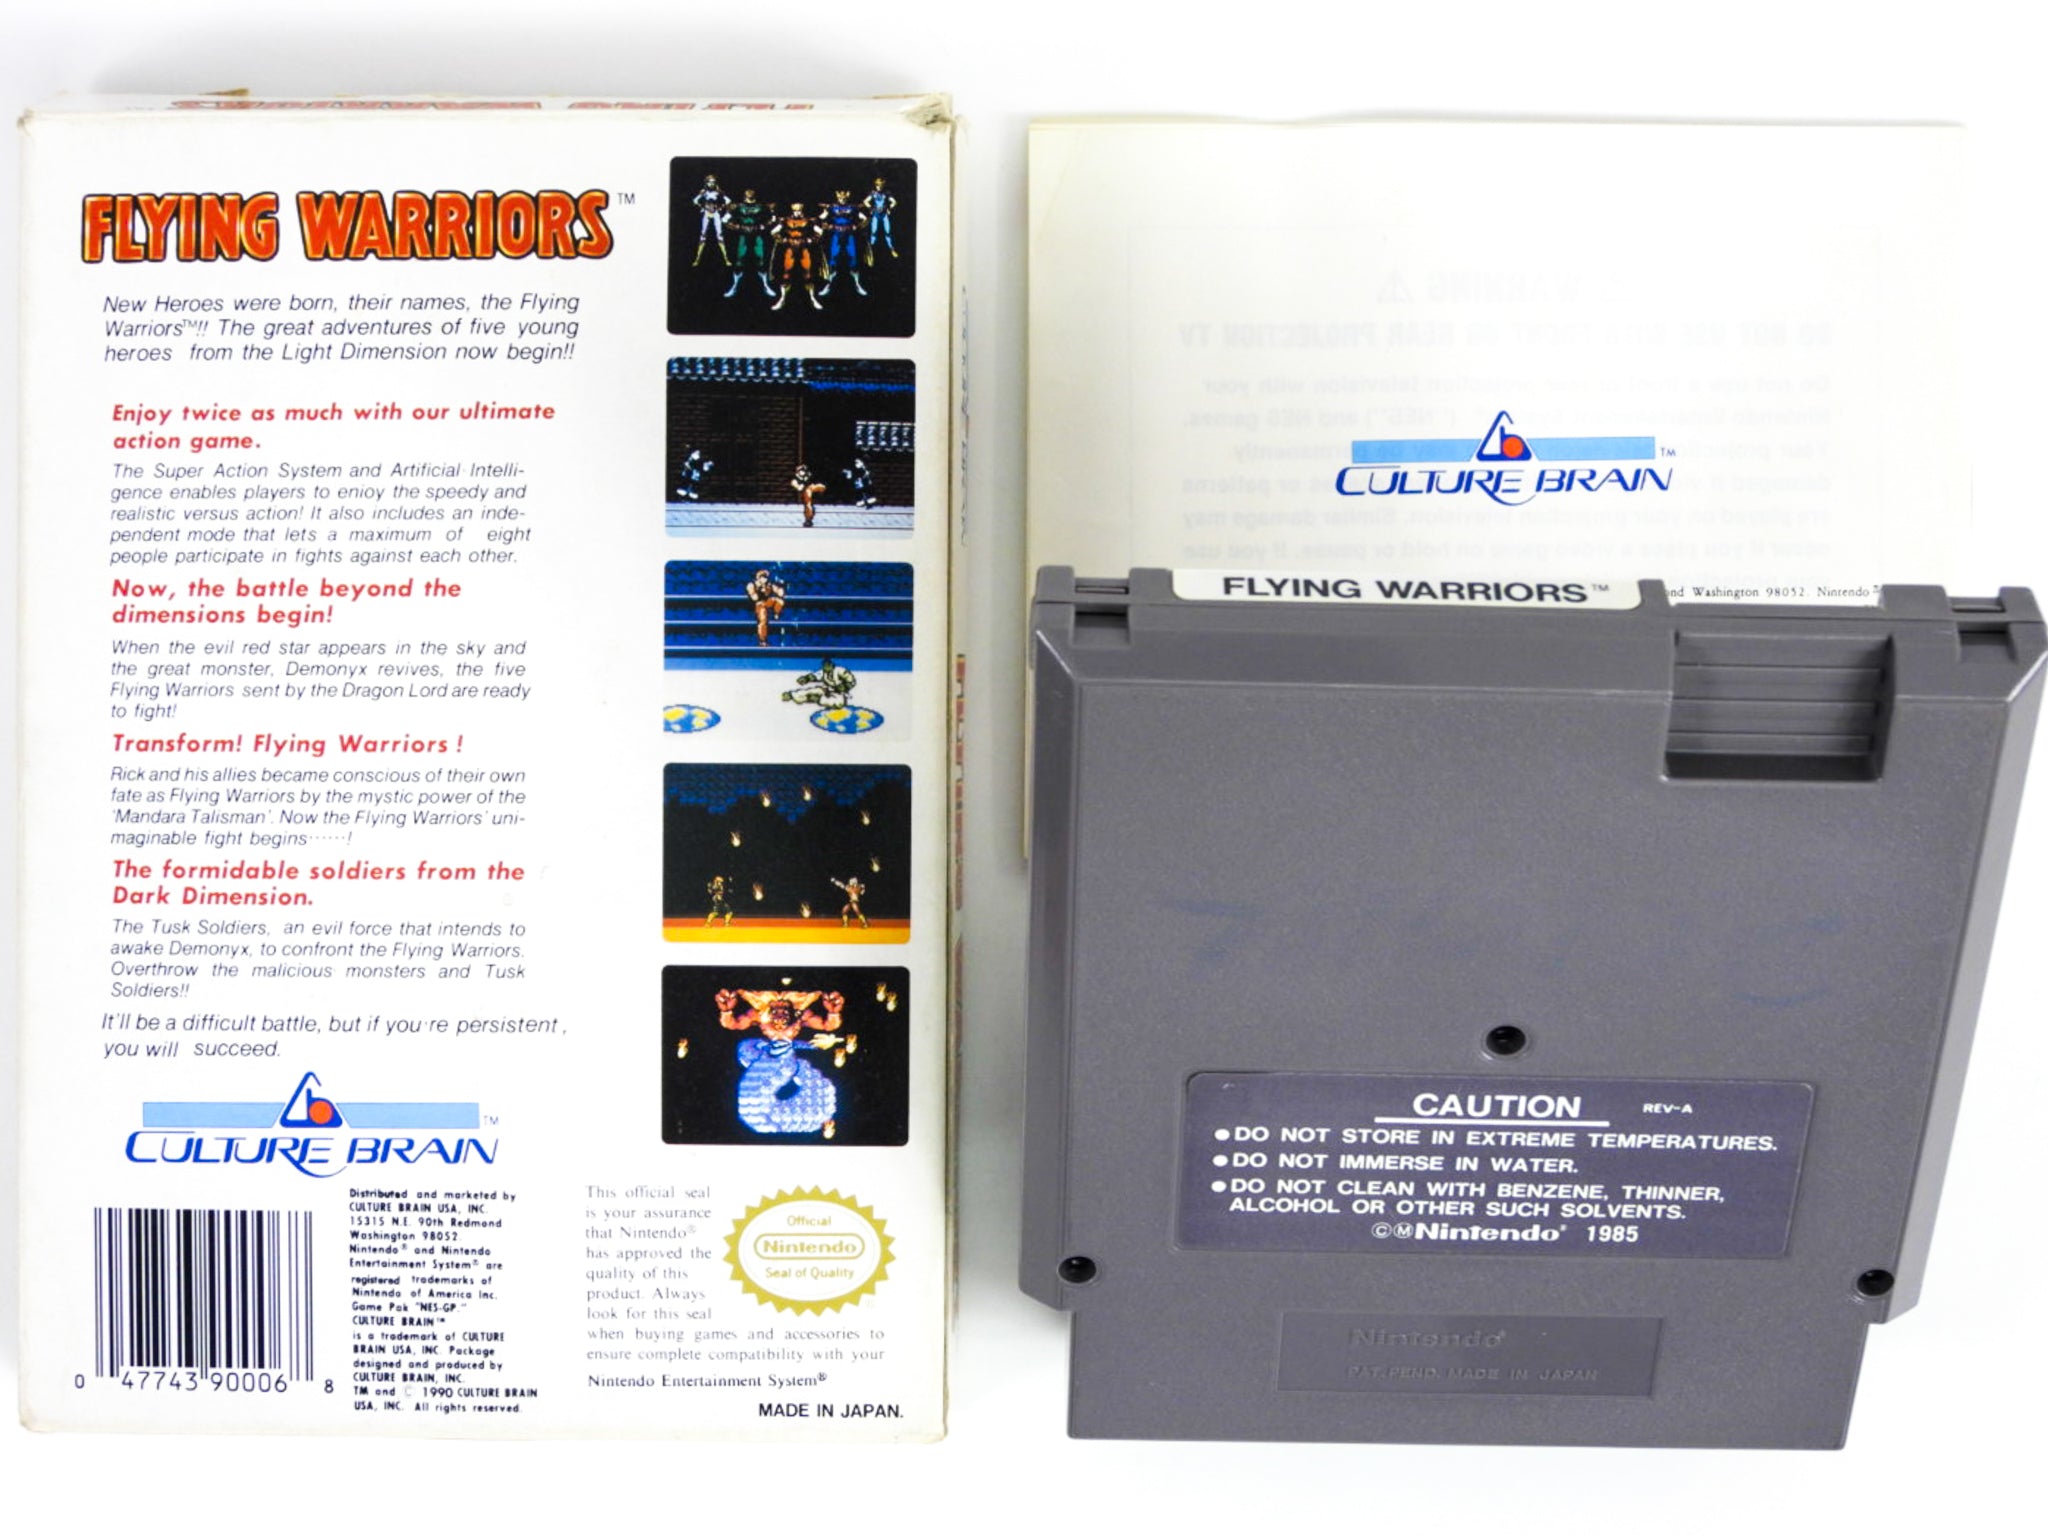 FLYING WARRIORS™
New Heroes were born, their names, the Flying
Warriors™!! The great adventures of five young
heroes from the Light Dimension now begin!!
Enjoy twice as much with our ultimate
action game.
The Super Action System and Artificial Intelli-
gence enables players to enjoy the speedy and
realistic versus action! It also includes an inde-
pendent mode that lets a maximum of eight
people participate in fights against each other.
Now, the battle beyond the
dimensions begin!
When the evil red star appears in the sky and
the great monster, Demonyx revives, the five
Flying Warriors sent by the Dragon Lord are ready
to fight!
Transform! Flying Warriors!
Rick and his allies became conscious of their own
fate as Flying Warriors by the mystic power of the
'Mandara Talisman'. Now the Flying Warriors' uni-
maginable fight begins······!
The formidable soldiers from the
Dark Dimension.
The Tusk Soldiers, an evil force that intends to
awake Demonyx, to confront the Flying Warriors.
Overthrow the malicious monsters and Tusk
Soldiers!!
It'll be a difficult battle, but if you're persistent,
you will succeed.
CULTURE BRAIN™
0 47743 90006 8
Distributed and marketed by
CULTURE BRAIN USA, INC.
15315 N.E. 90th Redmond
Washington 98052.
Nintendo® and Nintendo
Entertainment System® are
registered trademarks of
Nintendo of America Inc.
Game Pak "NES-GP."
CULTURE BRAIN™
is a trademark of CULTURE
BRAIN USA, INC. Package
designed and produced by
CULTURE BRAIN, INC.
TM and © 1990 CULTURE BRAIN
USA, INC. All rights reserved.
This official seal
is your assurance
that Nintendo®
has approved the
quality of this
product. Always
look for this seal
when buying games and accessories to
ensure complete compatibility with your
Nintendo Entertainment System®
Official
Nintendo
Seal of Quality
MADE IN JAPAN.
CULTURE BRAIN™
FLYING WARRIORS™
Washington 98052. Nintendo
CAUTION REV-A
●DO NOT STORE IN EXTREME TEMPERATURES.
●DO NOT IMMERSE IN WATER.
●DO NOT CLEAN WITH BENZENE, THINNER,
ALCOHOL OR OTHER SUCH SOLVENTS.
©ⓂNintendo® 1985
Nintendo®
PAT. PEND. MADE IN JAPAN